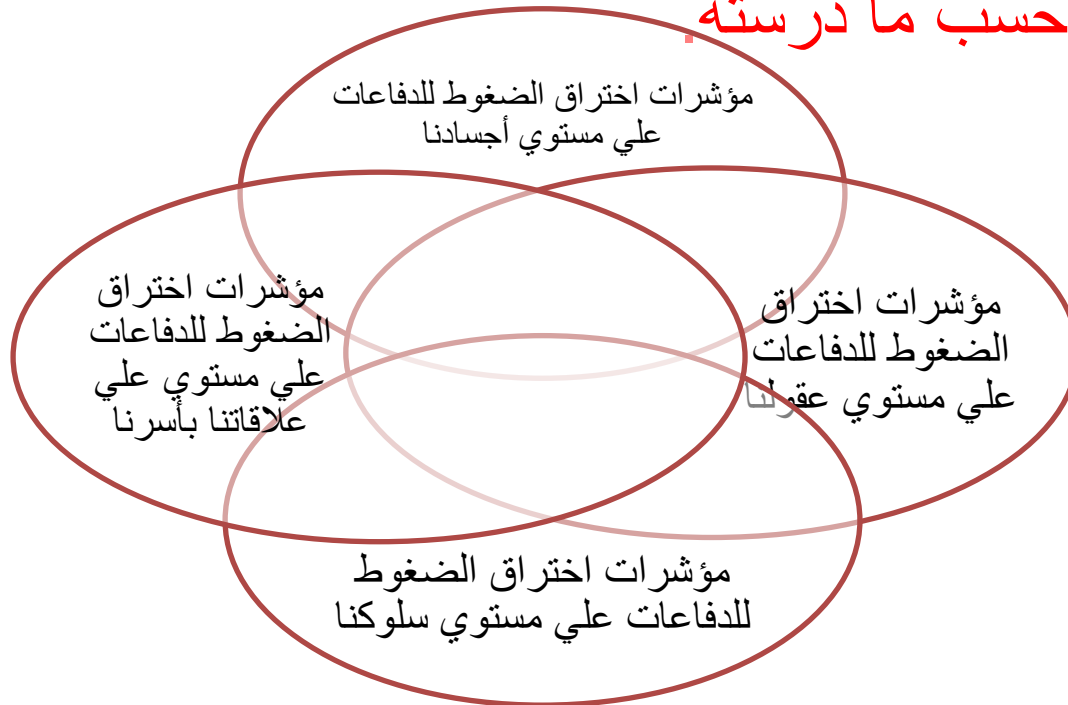 حسب ما درسته.
مؤشرات اختراق الضغوط للدفاعات
علي مستوي أجسادنا
مؤشرات اختراق
الضغوط للدفاعات
علي مستوي عقولنا
مؤشرات اختراق
الضغوط للدفاعات
علي مستوي علي
علاقاتنا بأسرنا
مؤشرات اختراق الضغوط
للدفاعات علي مستوي سلوكنا